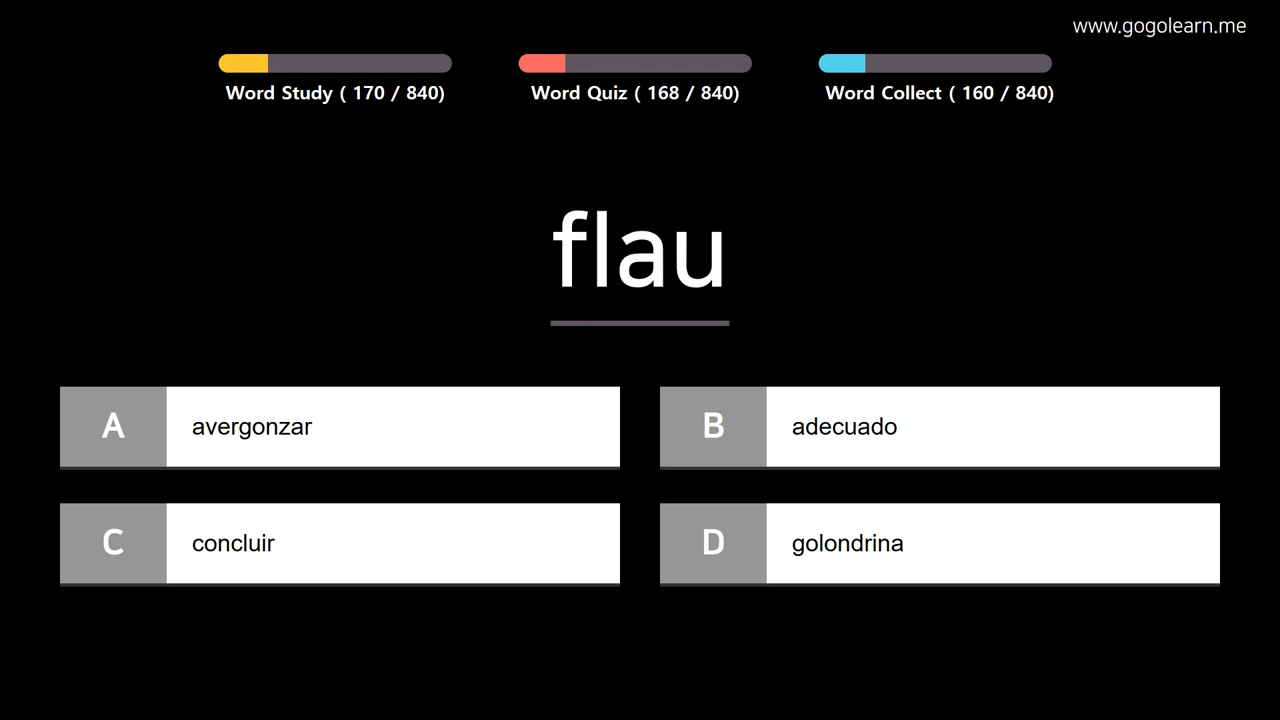 www.gogolearn.me
Word Study ( 170 / 840)
Word Quiz ( 168 / 840)
Word Collect ( 160 / 840)
flau
A avergonzar
B adecuado
C concluir
D golondrina